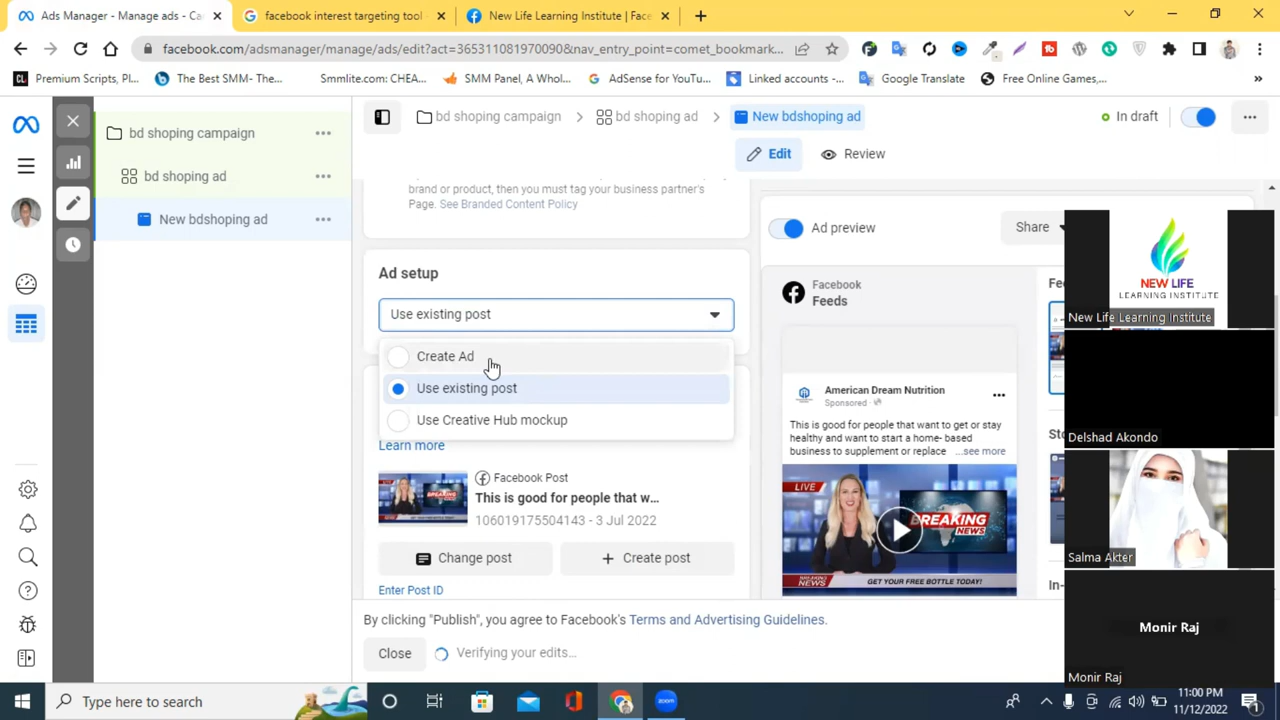 Ads Manager - Manage ads - Ca
facebook interest targeting tool -
New Life Learning Institute | Face
facebook.com/adsmanager/manage/ads/edit?act=365311081970090&nav_entry_point=comet_bookmark...
CL Premium Scripts, Pl...
The Best SMM- The...
Smmlite.com: CHEA...
SMM Panel, A Whol...
AdSense for YouTu...
Linked accounts -...
Google Translate
Free Online Games,...
bd shoping campaign
bd shoping ad
New bdshoping ad
bd shoping campaign
bd shoping ad
New bdshoping ad
In draft
Edit
Review
brand or product, then you must tag your business partner's
Page. See Branded Content Policy
Ad setup
Use existing post
Create Ad
Use existing post
Use Creative Hub mockup
Learn more
Facebook Post
This is good for people that w...
106019175504143 - 3 Jul 2022
Change post
+ Create post
Enter Post ID
Ad preview
Share
Facebook
Feeds
Fe
American Dream Nutrition
Sponsored ·
This is good for people that want to get or stay
healthy and want to start a home- based
business to supplement or replace ...see more
LIVE
BREAKING
NEWS
BREAKING NEWS
GET YOUR FREE BOTTLE TODAY!
Sto
In-
By clicking "Publish", you agree to Facebook's Terms and Advertising Guidelines.
Close
Verifying your edits...
NEW LIFE
LEARNING INSTITUTE
New Life Learning Institute
Delshad Akondo
Salma Akter
Monir Raj
Monir Raj
Type here to search
zoom
11:00 PM
11/12/2022
1